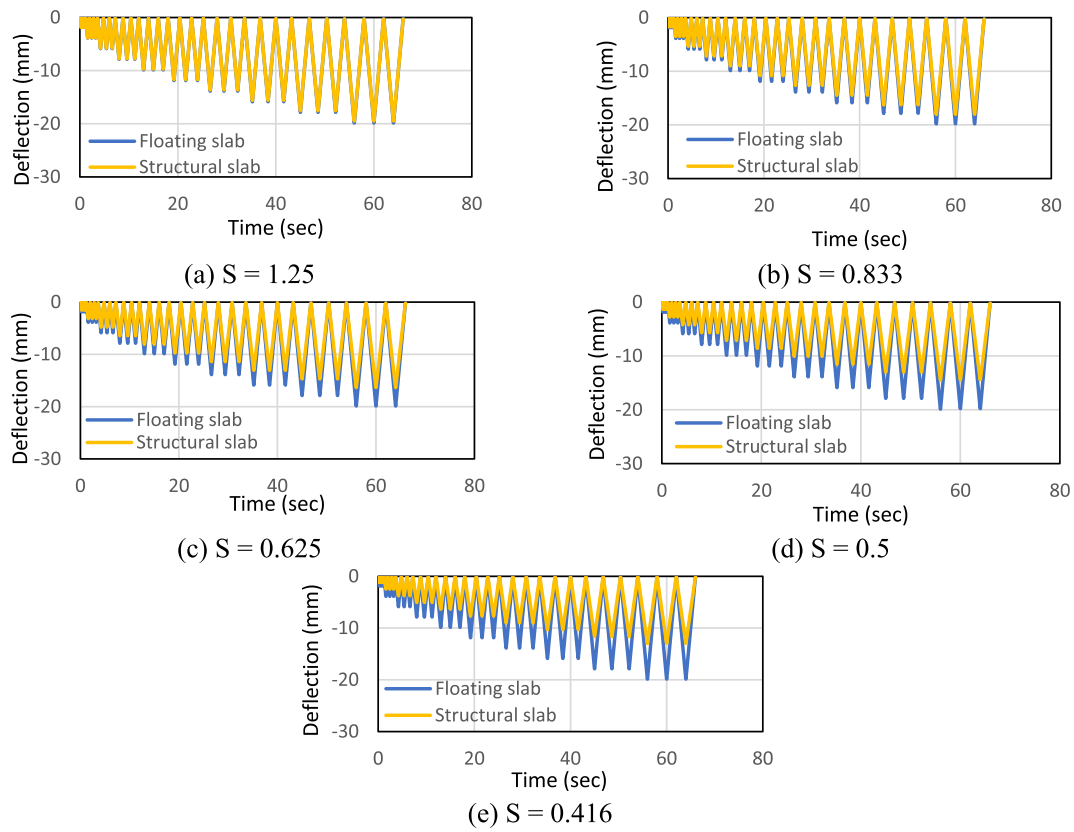 0
-10
-20
-30
Deflection (mm)
Floating slab
Structural slab
0 20 40 60 80
Time (sec)
(a) S = 1.25
0
-10
-20
-30
Deflection (mm)
Floating slab
Structural slab
0 20 40 60 80
Time (sec)
(b) S = 0.833
0
-10
-20
-30
Deflection (mm)
Floating slab
Structural slab
0 20 40 60 80
Time (sec)
(c) S = 0.625
0
-10
-20
-30
Deflection (mm)
Floating slab
Structural slab
0 20 40 60 80
Time (sec)
(d) S = 0.5
0
-10
-20
-30
Deflection (mm)
Floating slab
Structural slab
0 20 40 60 80
Time (sec)
(e) S = 0.416